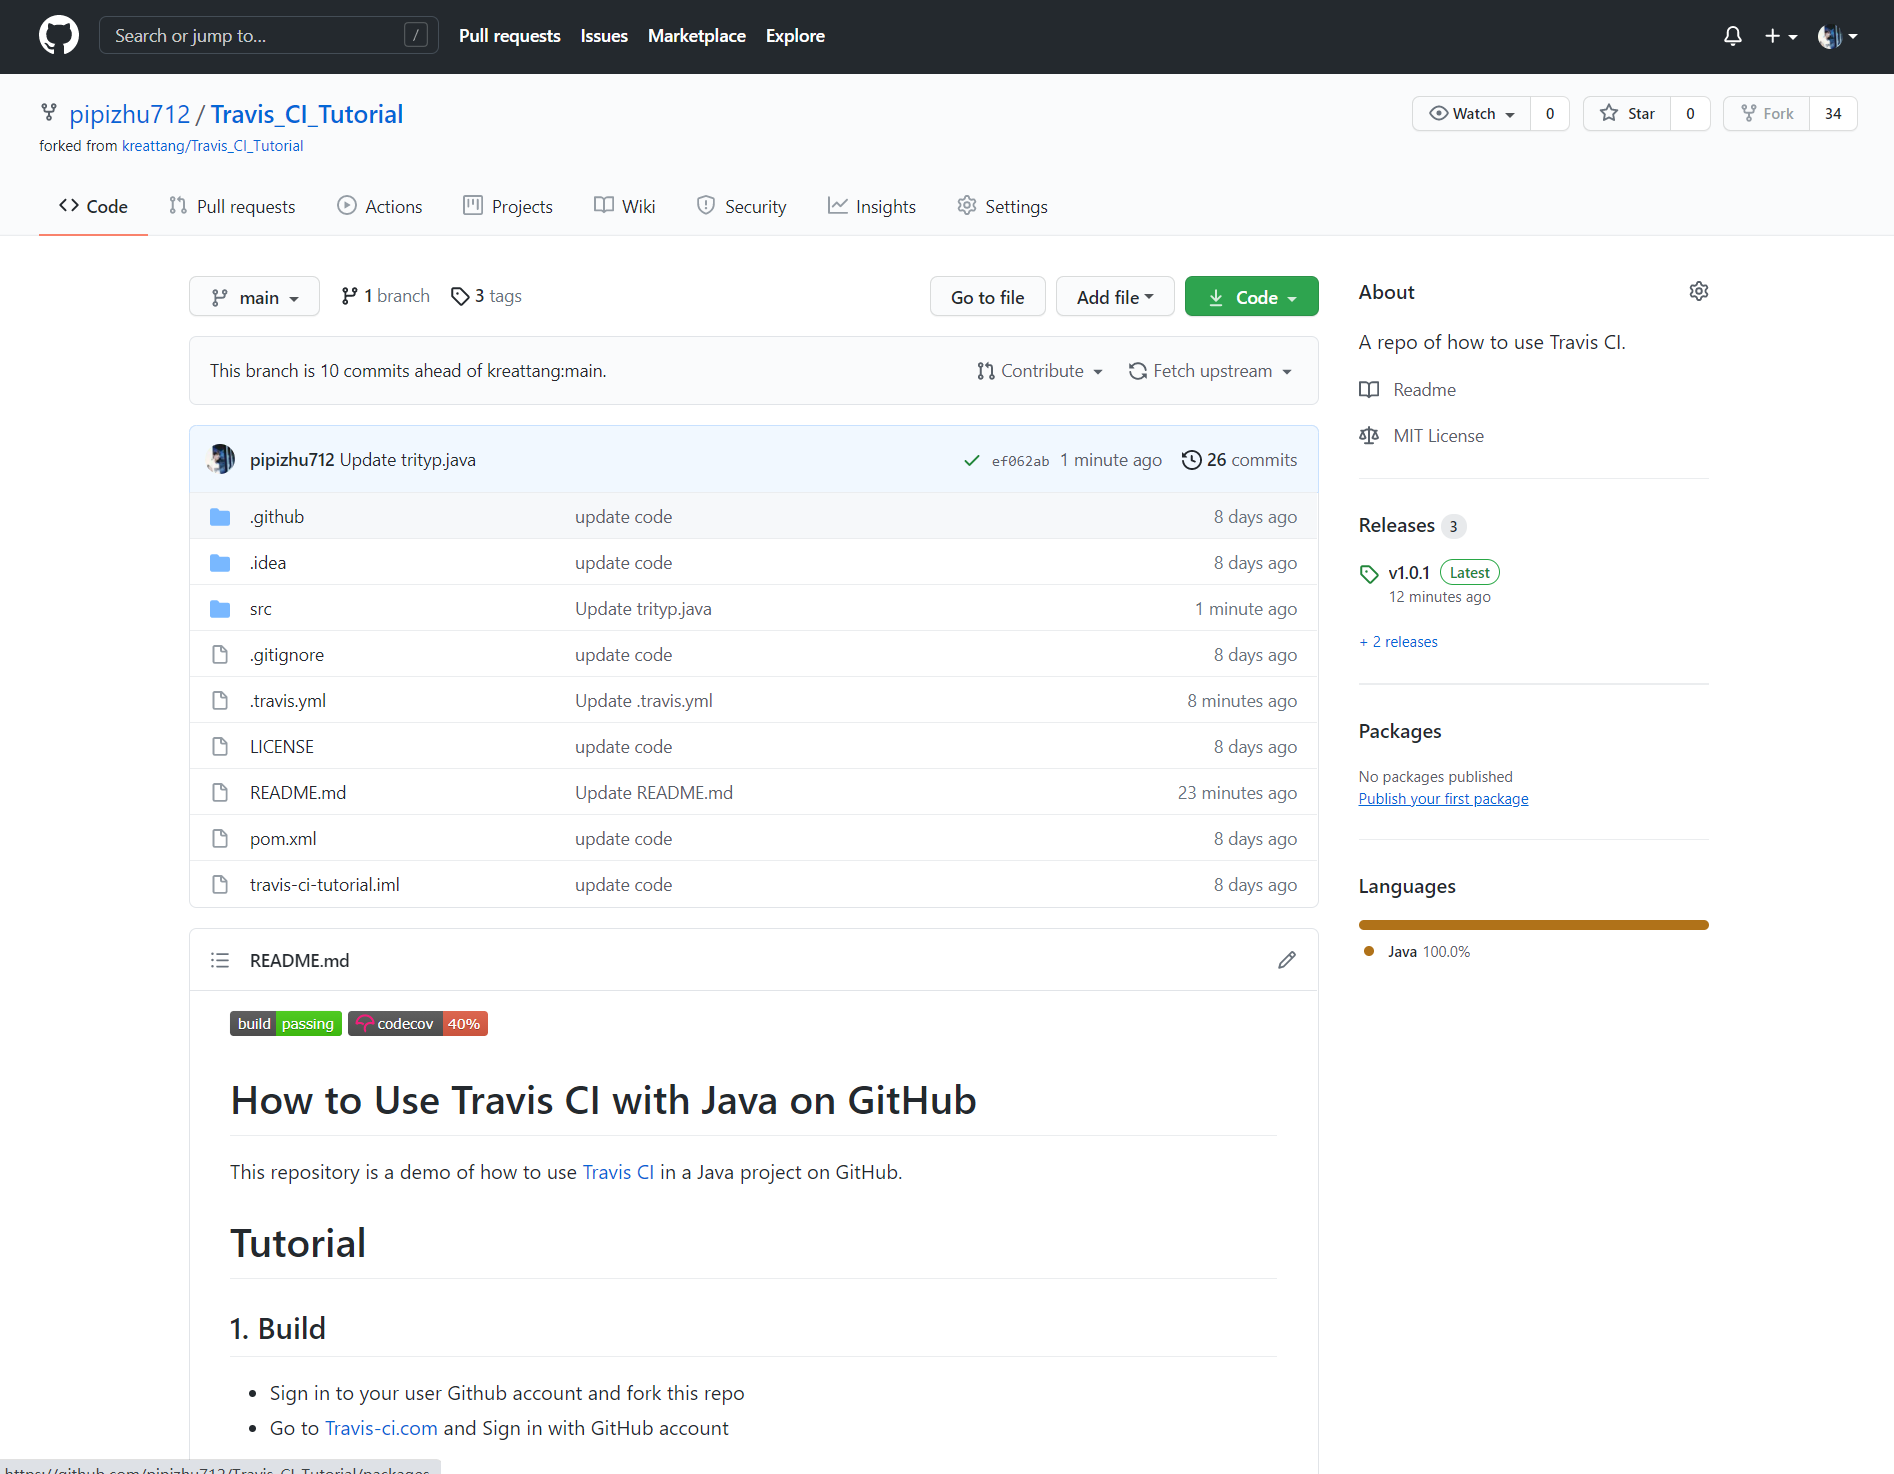 Search or jump to... /
Pull requests Issues Marketplace Explore
pipizhu712 / Travis_CI_Tutorial
forked from kreattang/Travis_CI_Tutorial
Watch 0 Star 0 Fork 34
Code Pull requests Actions Projects Wiki Security Insights Settings
main 1 branch 3 tags Go to file Add file Code
This branch is 10 commits ahead of kreattang:main. Contribute Fetch upstream
pipizhu712 Update trityp.java ef062ab 1 minute ago 26 commits
.github update code 8 days ago
.idea update code 8 days ago
src Update trityp.java 1 minute ago
.gitignore update code 8 days ago
.travis.yml Update .travis.yml 8 minutes ago
LICENSE update code 8 days ago
README.md Update README.md 23 minutes ago
pom.xml update code 8 days ago
travis-ci-tutorial.iml update code 8 days ago
README.md
build passing codecov 40%
How to Use Travis CI with Java on GitHub
This repository is a demo of how to use Travis CI in a Java project on GitHub.
Tutorial
1. Build
• Sign in to your user Github account and fork this repo
• Go to Travis-ci.com and Sign in with GitHub account
About
A repo of how to use Travis CI.
Readme
MIT License
Releases 3
v1.0.1 Latest
12 minutes ago
+ 2 releases
Packages
No packages published
Publish your first package
Languages
Java 100.0%
https://github.com/pipizhu712/Travis_CI_Tutorial/packages